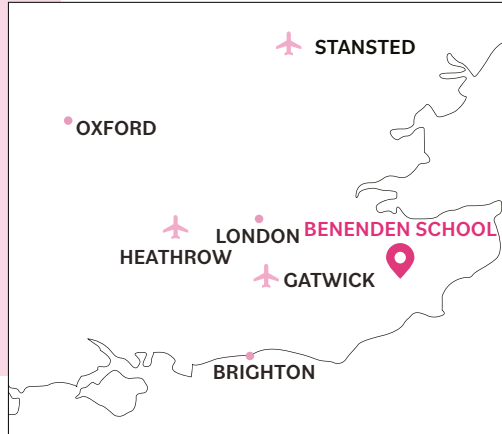 STANSTED
OXFORD
BENENDEN SCHOOL
LONDON
HEATHROW
GATWICK
BRIGHTON